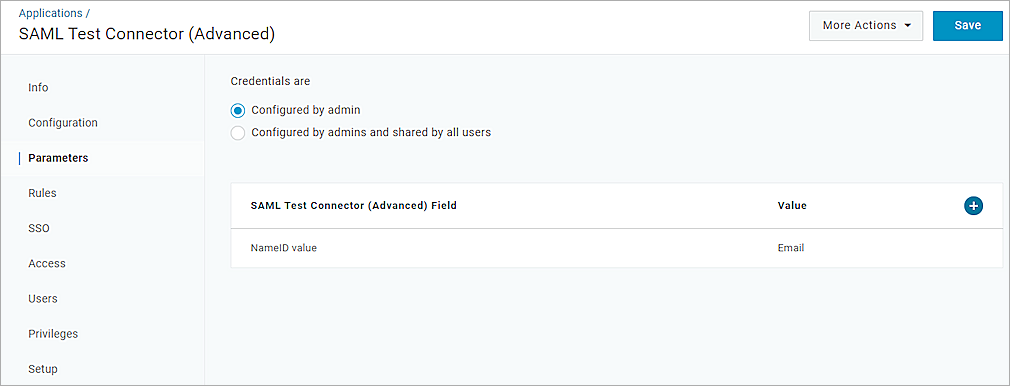 Applications /
SAML Test Connector (Advanced)
More Actions
Save
Info
Configuration
Parameters
Rules
SSO
Access
Users
Privileges
Setup
Credentials are
Configured by admin
Configured by admins and shared by all users
SAML Test Connector (Advanced) Field Value
NameID value Email